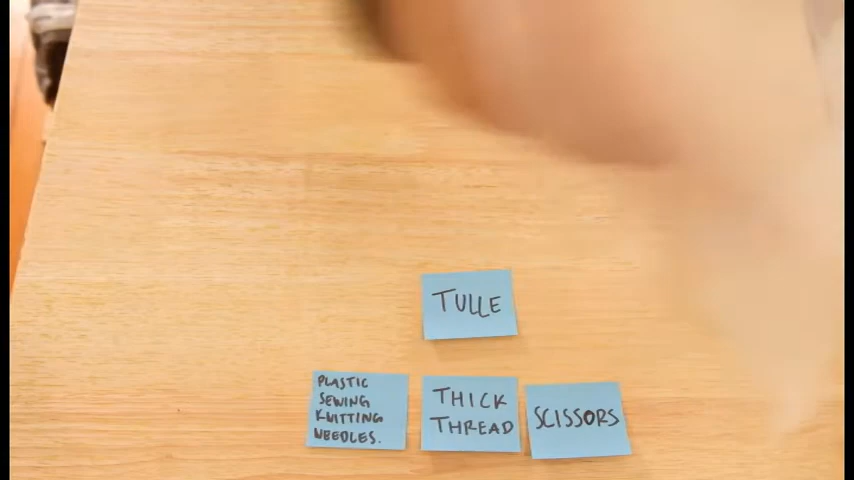 TULLE
PLASTIC
SEWING
KNITTING
NEEDLES.
THICK
THREAD
SCISSORS